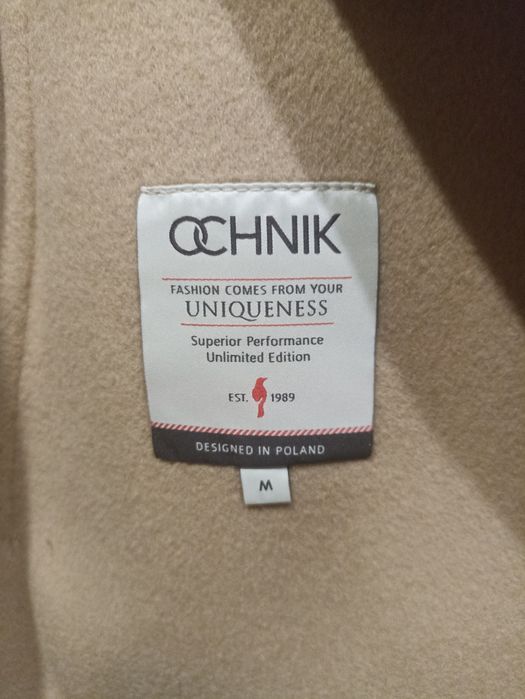 OCHNIK
FASHION COMES FROM YOUR
UNIQUENESS
Superior Performance
Unlimited Edition
EST. 1989
DESIGNED IN POLAND
M